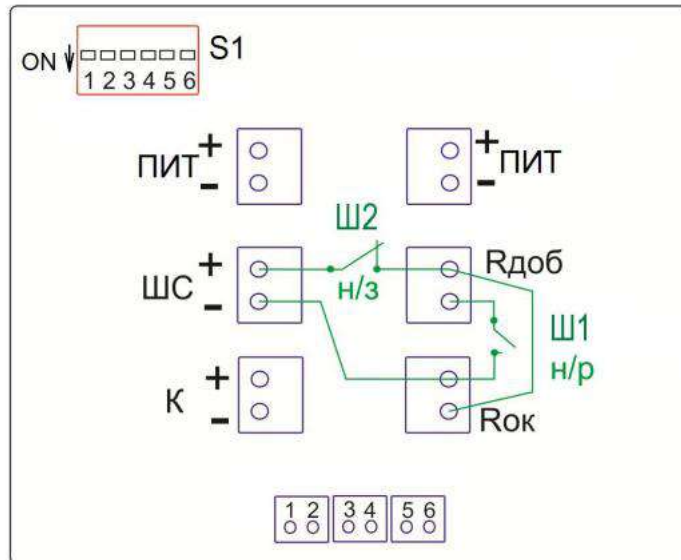 ON S1
1 2 3 4 5 6
ПИТ + -
+ - ПИТ
Ш2
ШС + -
н/з
Rдоб
Ш1
н/р
К + -
Rок
1 2 3 4 5 6